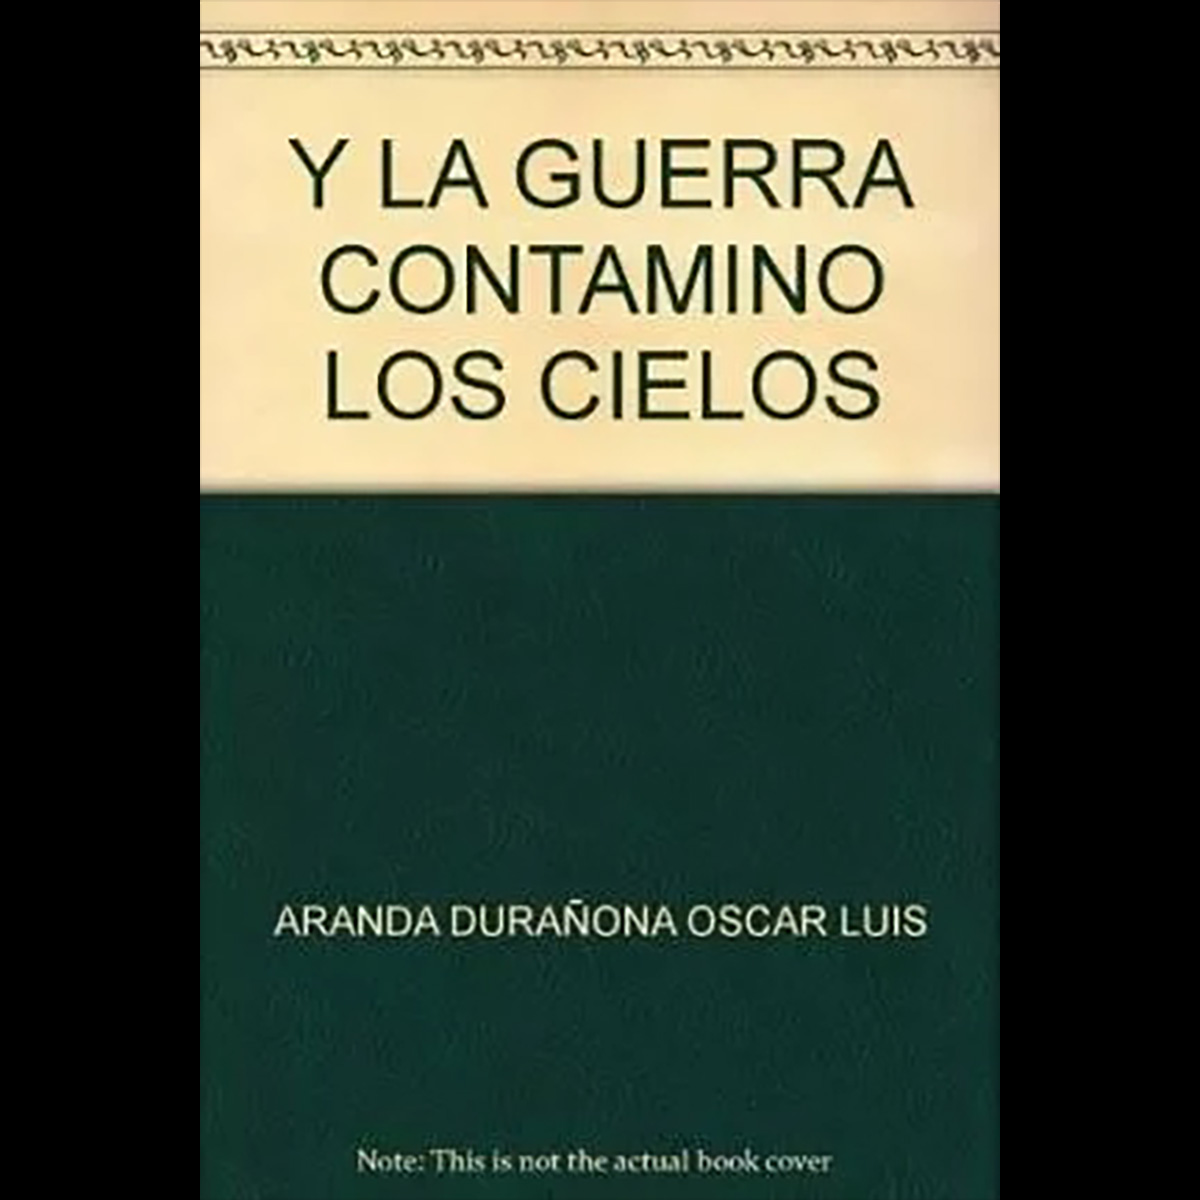 Y LA GUERRA
CONTAMINO
LOS CIELOS
ARANDA DURAÑONA OSCAR LUIS
Note: This is not the actual book cover